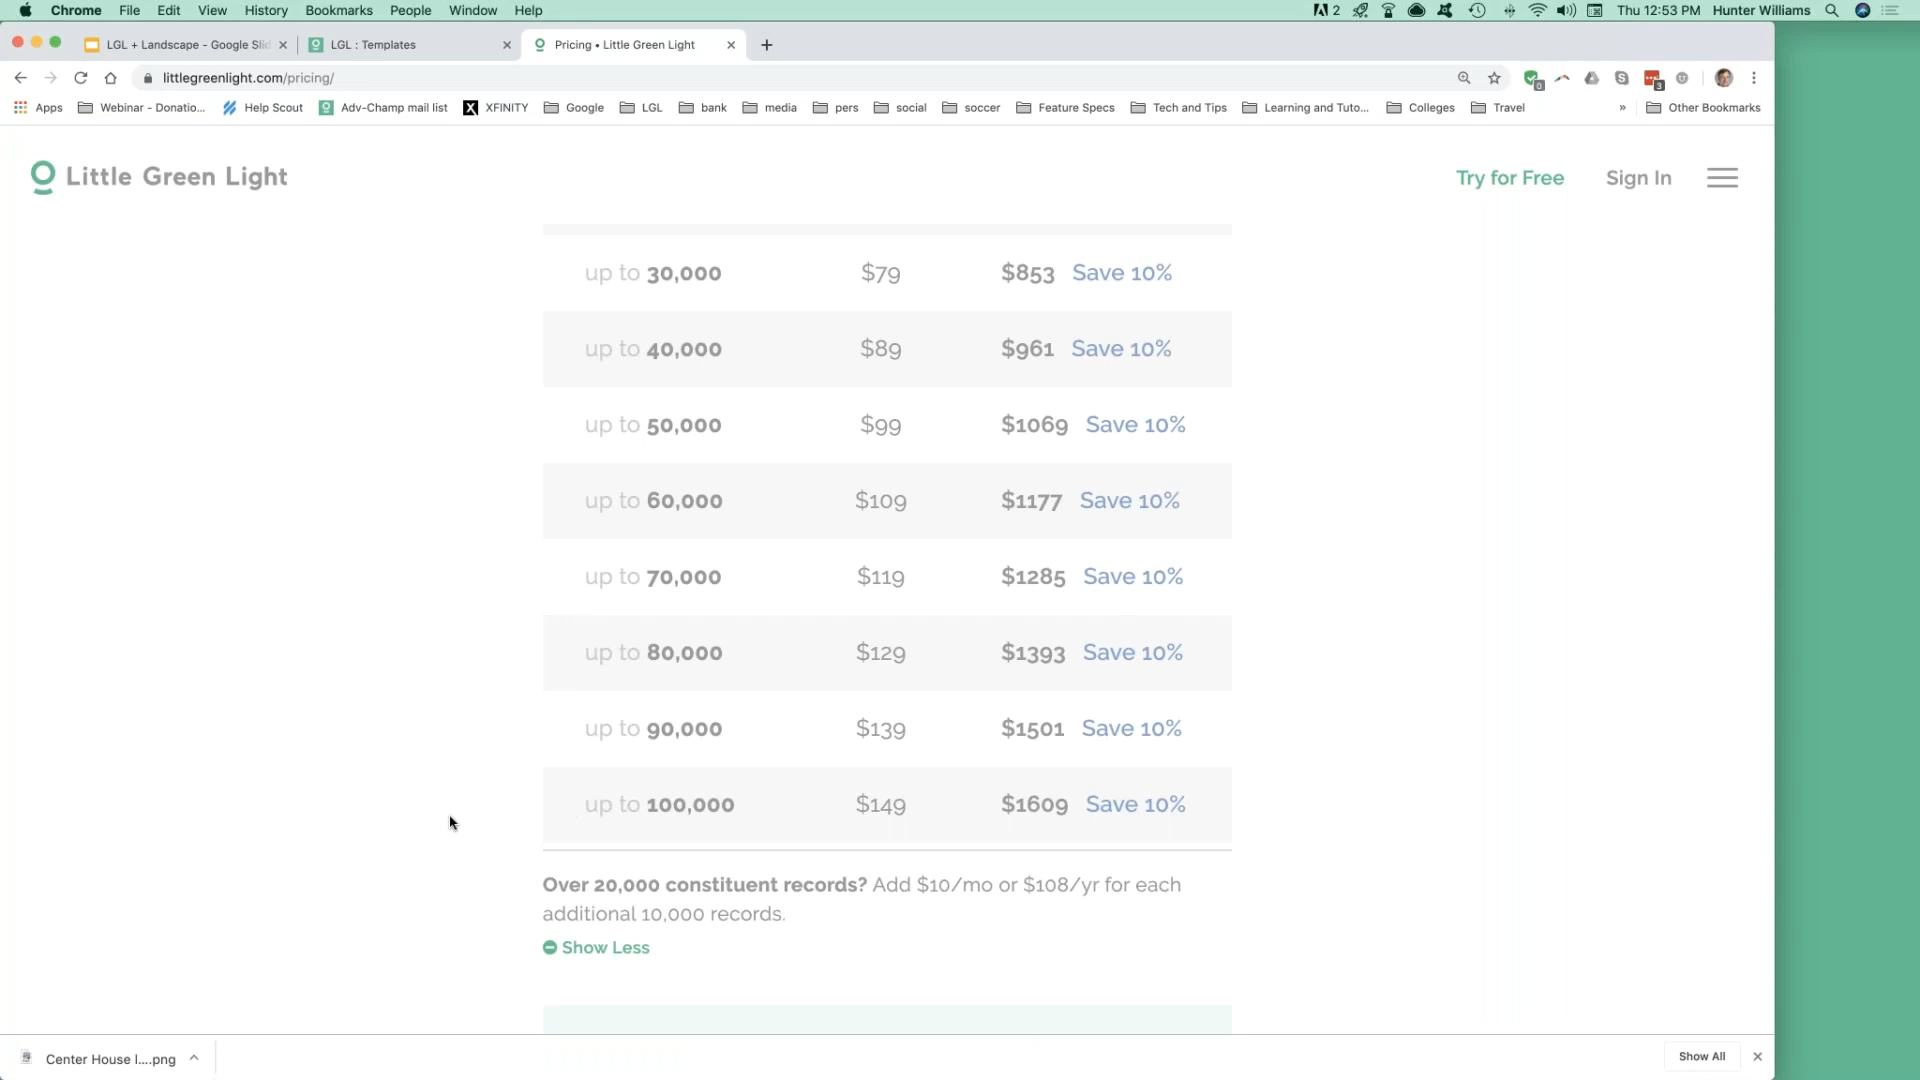 Chrome File Edit View History Bookmarks People Window Help 2 Thu 12:53 PM Hunter Williams
LGL + Landscape - Google Slid LGL : Templates Pricing • Little Green Light
littlegreenlight.com/pricing/ 0 3
Apps Webinar - Donatio... Help Scout Adv-Champ mail list XFINITY Google LGL bank media pers social soccer Feature Specs Tech and Tips Learning and Tuto... Colleges Travel » Other Bookmarks
Little Green Light Try for Free Sign In
up to 30,000 $79 $853 Save 10%
up to 40,000 $89 $961 Save 10%
up to 50,000 $99 $1069 Save 10%
up to 60,000 $109 $1177 Save 10%
up to 70,000 $119 $1285 Save 10%
up to 80,000 $129 $1393 Save 10%
up to 90,000 $139 $1501 Save 10%
up to 100,000 $149 $1609 Save 10%
Over 20,000 constituent records? Add $10/mo or $108/yr for each
additional 10,000 records.
Show Less
Center House l....png Show All